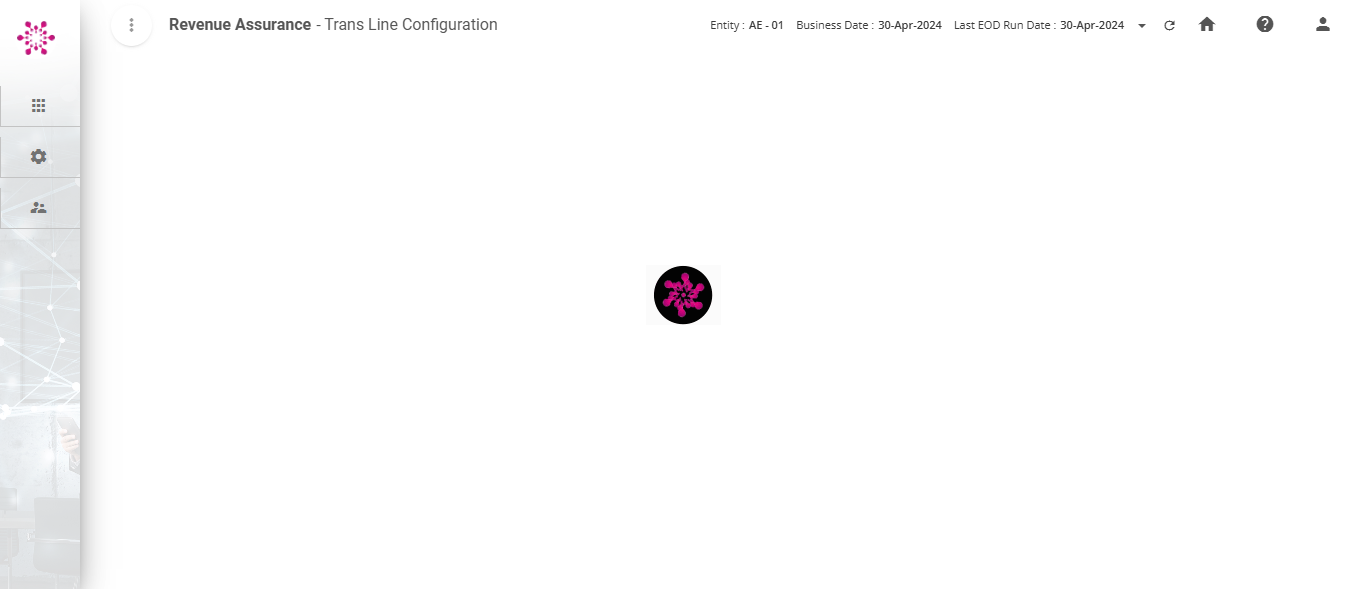 Revenue Assurance - Trans Line Configuration
Entity : AE - 01 Business Date : 30-Apr-2024 Last EOD Run Date : 30-Apr-2024